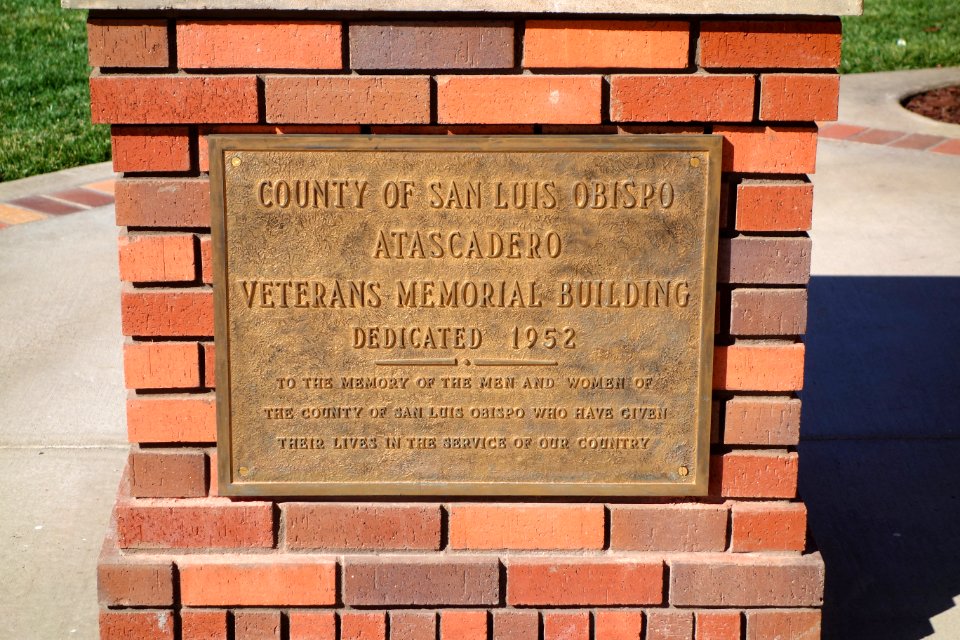 COUNTY OF SAN LUIS OBISPO
ATASCADERO
VETERANS MEMORIAL BUILDING
DEDICATED 1952
TO THE MEMORY OF THE MEN AND WOMEN OF
THE COUNTY OF SAN LUIS OBISPO WHO HAVE GIVEN
THEIR LIVES IN THE SERVICE OF OUR COUNTRY